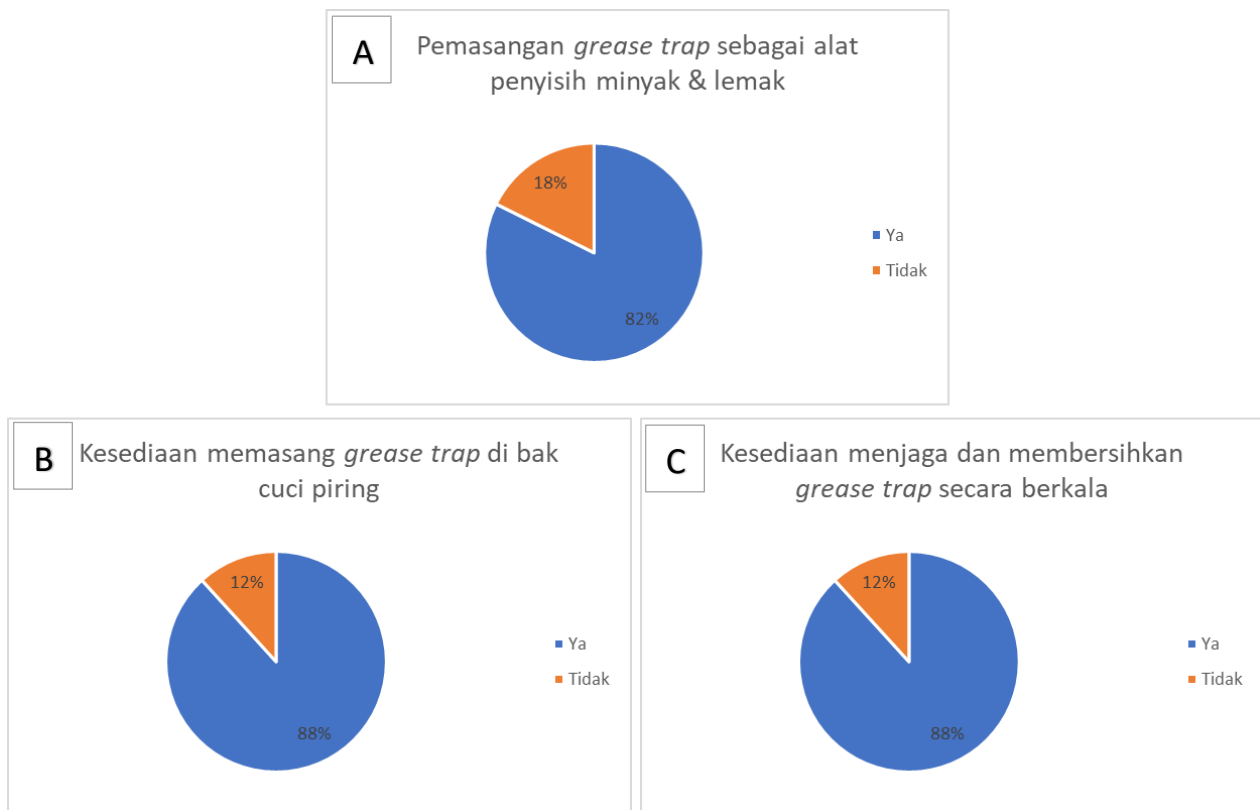 A
Pemasangan grease trap sebagai alat
penyisih minyak & lemak
18%
82%
Ya
Tidak
B
Kesediaan memasang grease trap di bak
cuci piring
12%
88%
Ya
Tidak
C
Kesediaan menjaga dan membersihkan
grease trap secara berkala
12%
88%
Ya
Tidak